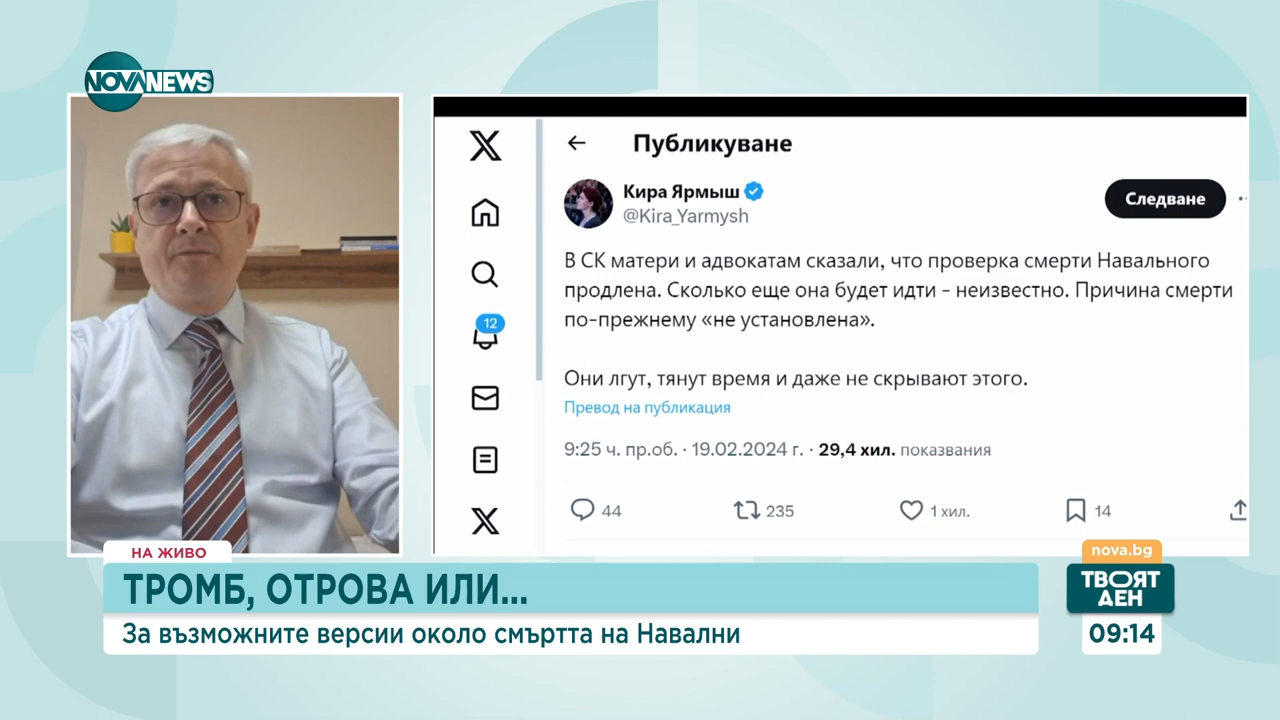 NOVANEWS
Публикуване
Кира Ярмыш
Следване
@Kira_Yarmysh
В СК матери и адвокатам сказали, что проверка смерти Навального
продлена. Сколько еще она будет идти - неизвестно. Причина смерти
по-прежнему «не установлена».
Они лгут, тянут время и даже не скрывают этого.
Превод на публикация
9:25 ч. пр.об. · 19.02.2024 г. · 29,4 хил. показвания
12
44 235 1 хил. 14
НА ЖИВО
ТРОМБ, ОТРОВА ИЛИ...
За възможните версии около смъртта на Навални
nova.bg
ТВОЯТ
ДЕН
09:14